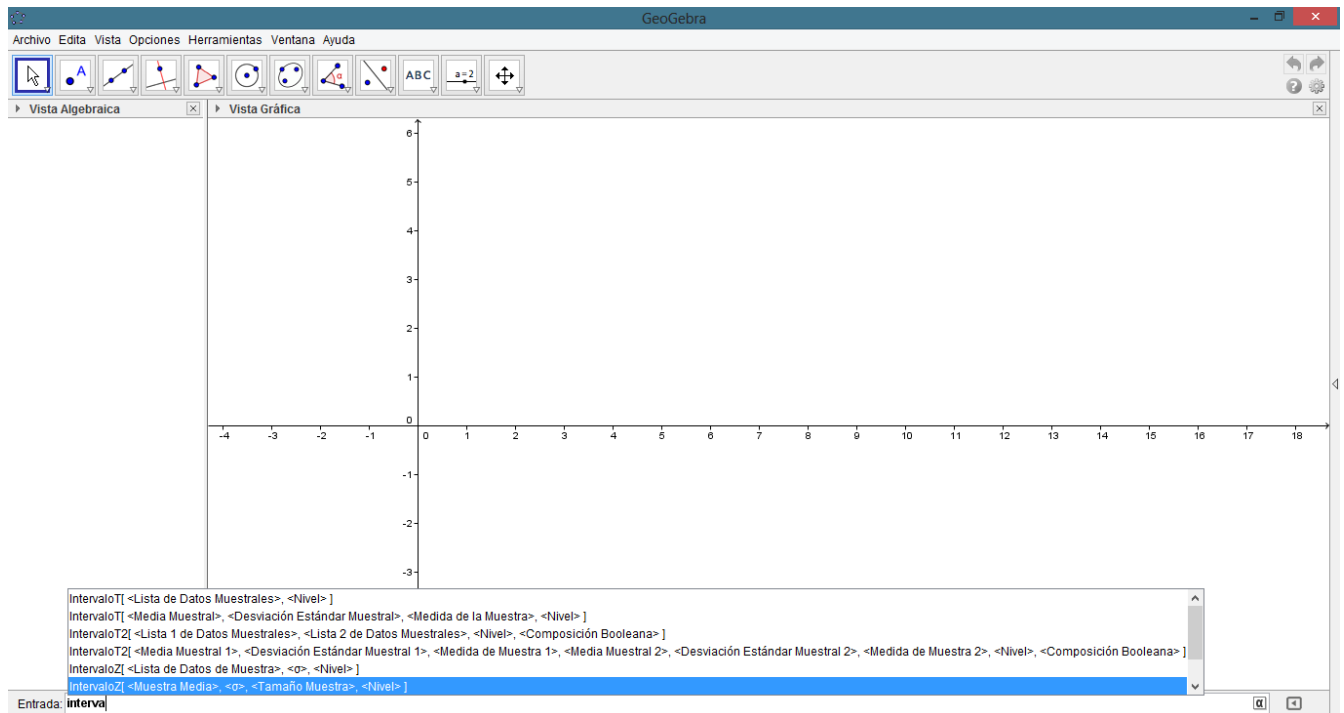 GeoGebra
Archivo Edita Vista Opciones Herramientas Ventana Ayuda
A
α
ABC
a=2
Vista Algebraica
Vista Gráfica
6
5
4
3
2
1
0
-4 -3 -2 -1 0 1 2 3 4 5 6 7 8 9 10 11 12 13 14 15 16 17 18
-1
-2
-3
IntervaloT[ <Lista de Datos Muestrales>, <Nivel> ]
IntervaloT[ <Media Muestral>, <Desviación Estándar Muestral>, <Medida de la Muestra>, <Nivel> ]
IntervaloT2[ <Lista 1 de Datos Muestrales>, <Lista 2 de Datos Muestrales>, <Nivel>, <Composición Booleana> ]
IntervaloT2[ <Media Muestral 1>, <Desviación Estándar Muestral 1>, <Medida de Muestra 1>, <Media Muestral 2>, <Desviación Estándar Muestral 2>, <Medida de Muestra 2>, <Nivel>, <Composición Booleana> ]
IntervaloZ[ <Lista de Datos de Muestra>, <σ>, <Nivel> ]
IntervaloZ[ <Muestra Media>, <σ>, <Tamaño Muestra>, <Nivel> ]
Entrada: interva
α